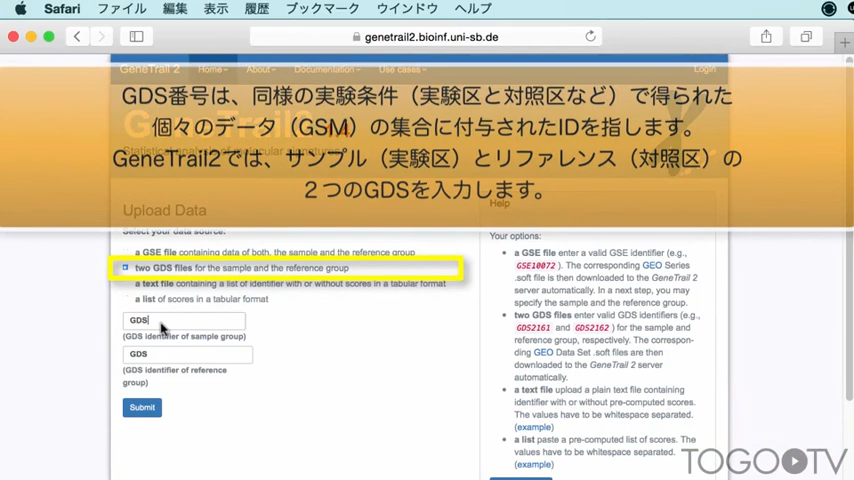 Safari ファイル 編集 表示 履歴 ブックマーク ウインドウ ヘルプ
genetrail2.bioinf.uni-sb.de
GeneTrail 2 Home About Documentation Use cases Login
GDS番号は、同様の実験条件（実験区と対照区など）で得られた
個々のデータ（GSM）の集合に付与されたIDを指します。
GeneTrail2では、サンプル（実験区）とリファレンス（対照区）の
２つのGDSを入力します。
Upload Data
Select your data source:
a GSE file containing data of both, the sample and the reference group
two GDS files for the sample and the reference group
a text file containing a list of identifier with or without scores in a tabular format
a list of scores in a tabular format
GDS
(GDS identifier of sample group)
GDS
(GDS identifier of reference
group)
Submit
Help
Your options:
a GSE file enter a valid GSE identifier (e.g.,
GSE10072). The corresponding GEO Series
.soft file is then downloaded to the GeneTrail 2
server automatically. In a next step, you may
specify the sample and the reference group.
two GDS files enter valid GDS identifiers (e.g.,
GDS2161 and GDS2162) for the sample and
reference group, respectively. The correspon-
ding GEO Data Set .soft files are then
downloaded to the GeneTrail 2 server
automatically.
a text file upload a plain text file containing
identifier with or without pre-computed scores.
The values have to be whitespace separated.
(example)
a list paste a pre-computed list of scores. The
values have to be whitespace separated.
(example)
TOGO TV